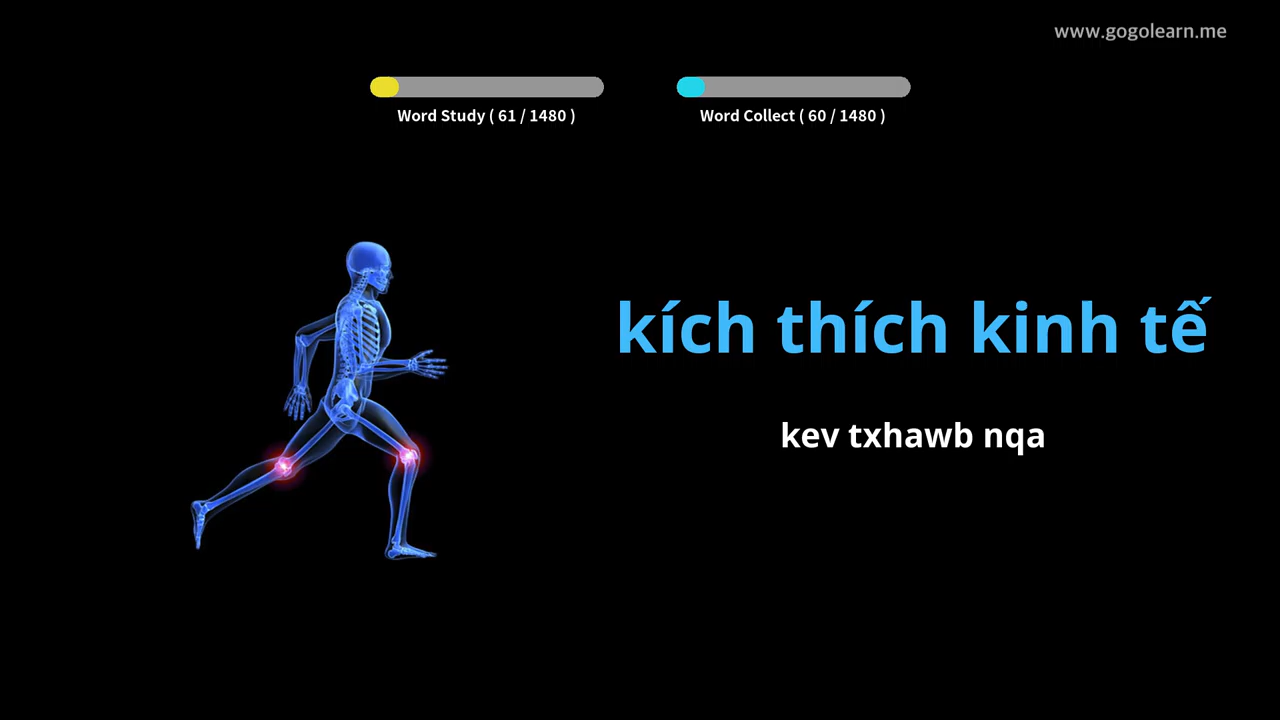 www.gogolearn.me
Word Study ( 61 / 1480 )
Word Collect ( 60 / 1480 )
kích thích kinh tế
kev txhawb nqa